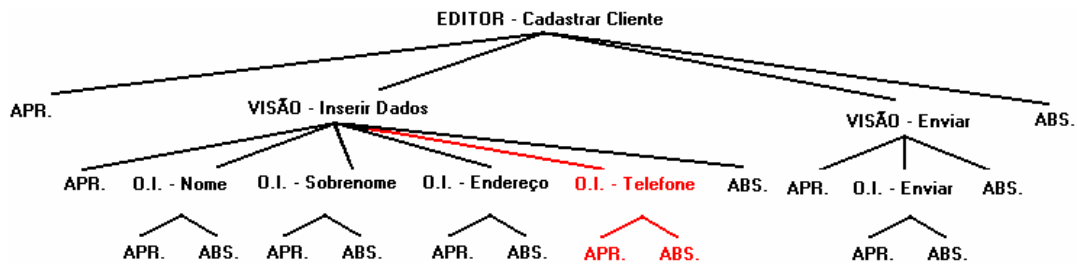 EDITOR - Cadastrar Cliente
APR.
VISÃO - Inserir Dados
VISÃO - Enviar
ABS.
APR.
O.I. - Nome
O.I. - Sobrenome
O.I. - Endereço
O.I. - Telefone
ABS.
APR.
O.I. - Enviar
ABS.
APR.
ABS.
APR.
ABS.
APR.
ABS.
APR.
ABS.
APR.
ABS.